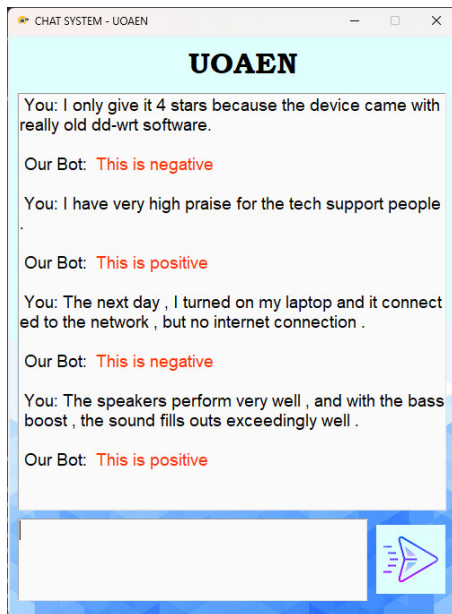 CHAT SYSTEM - UOAEN
UOAEN
You: I only give it 4 stars because the device came with
really old dd-wrt software.
Our Bot: This is negative
You: I have very high praise for the tech support people
.
Our Bot: This is positive
You: The next day , I turned on my laptop and it connect
ed to the network , but no internet connection .
Our Bot: This is negative
You: The speakers perform very well , and with the bass
boost , the sound fills outs exceedingly well .
Our Bot: This is positive